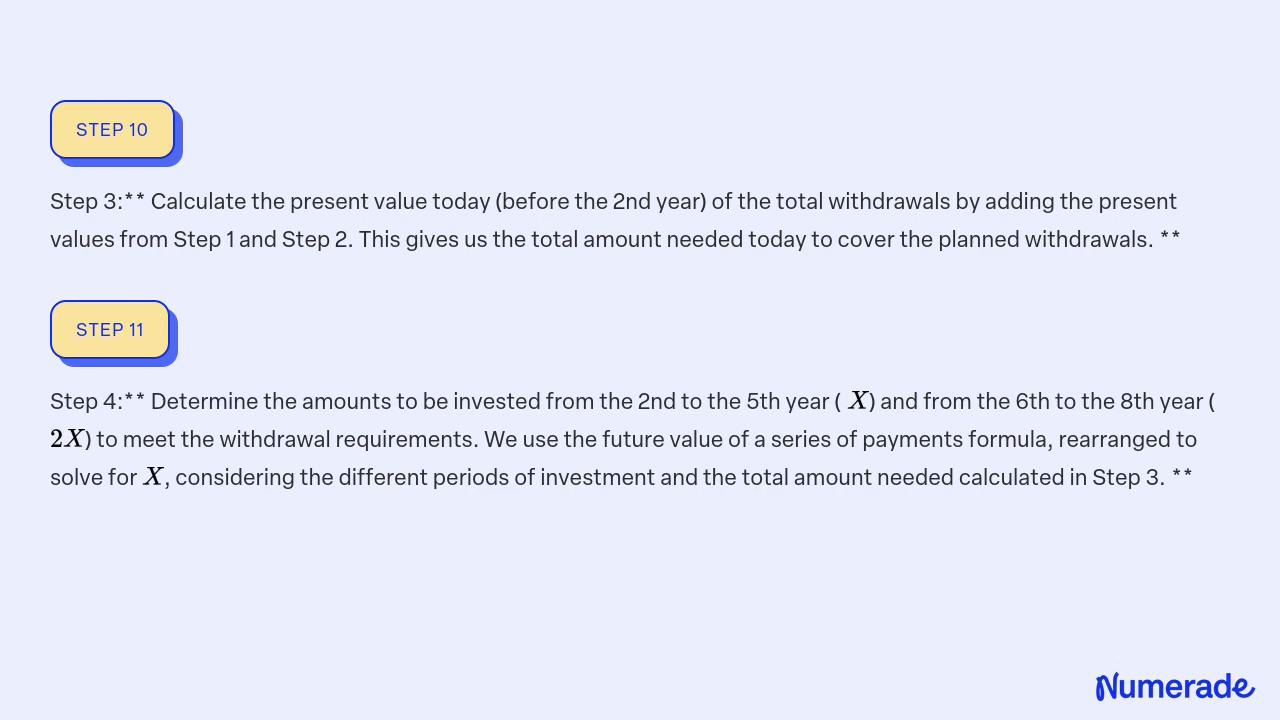 STEP 10
Step 3:** Calculate the present value today (before the 2nd year) of the total withdrawals by adding the present
values from Step 1 and Step 2. This gives us the total amount needed today to cover the planned withdrawals. **
STEP 11
Step 4:** Determine the amounts to be invested from the 2nd to the 5th year ( X) and from the 6th to the 8th year (
2X) to meet the withdrawal requirements. We use the future value of a series of payments formula, rearranged to
solve for X, considering the different periods of investment and the total amount needed calculated in Step 3. **
Numerade